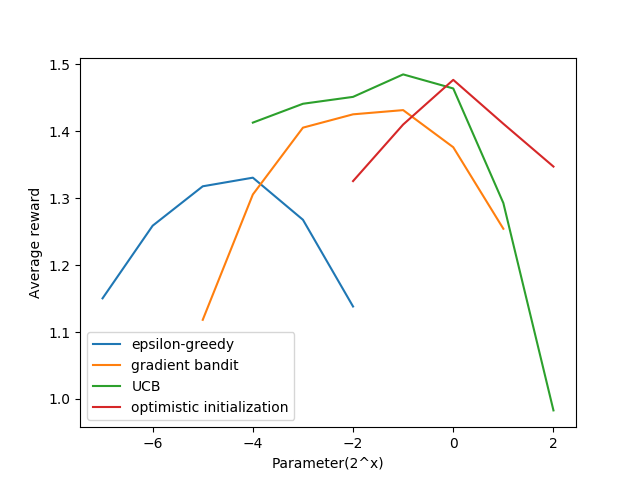 1.5
1.4
1.3
1.2
1.1
1.0
Average reward
epsilon-greedy
gradient bandit
UCB
optimistic initialization
−6 −4 −2 0 2
Parameter(2^x)